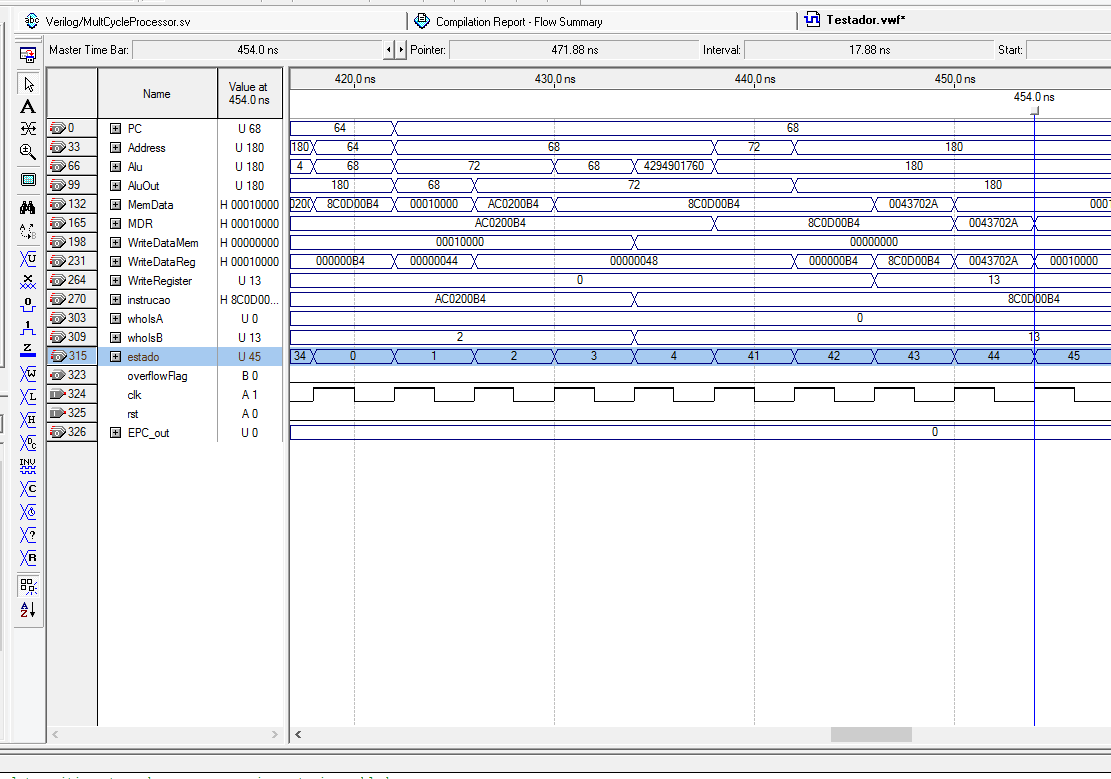 Verilog/MultCycleProcessor.sv
Compilation Report - Flow Summary
Testador.vwf*
Master Time Bar: 454.0 ns Pointer: 471.88 ns Interval: 17.88 ns Start:
Name Value at 454.0 ns 420.0 ns 430.0 ns 440.0 ns 450.0 ns
454.0 ns
0 PC U 68 64 68
33 Address U 180 180 64 68 72 180
66 Alu U 180 4 68 72 68 4294901760 180
99 AluOut U 180 180 68 72 180
132 MemData H 00010000 020( 8C0D00B4 00010000 AC0200B4 8C0D00B4 0043702A 0001
165 MDR H 00010000 AC0200B4 8C0D00B4 0043702A
198 WriteDataMem H 00000000 00010000 00000000
231 WriteDataReg H 00010000 000000B4 00000044 00000048 000000B4 8C0D00B4 0043702A 00010000
264 WriteRegister U 13 0 13
270 instrucao H 8C0D00... AC0200B4 8C0D00B4
303 whoIsA U 0 0
309 whoIsB U 13 2 13
315 estado U 45 34 0 1 2 3 4 41 42 43 44 45
323 overflowFlag B 0
324 clk A 1
325 rst A 0
326 EPC_out U 0 0